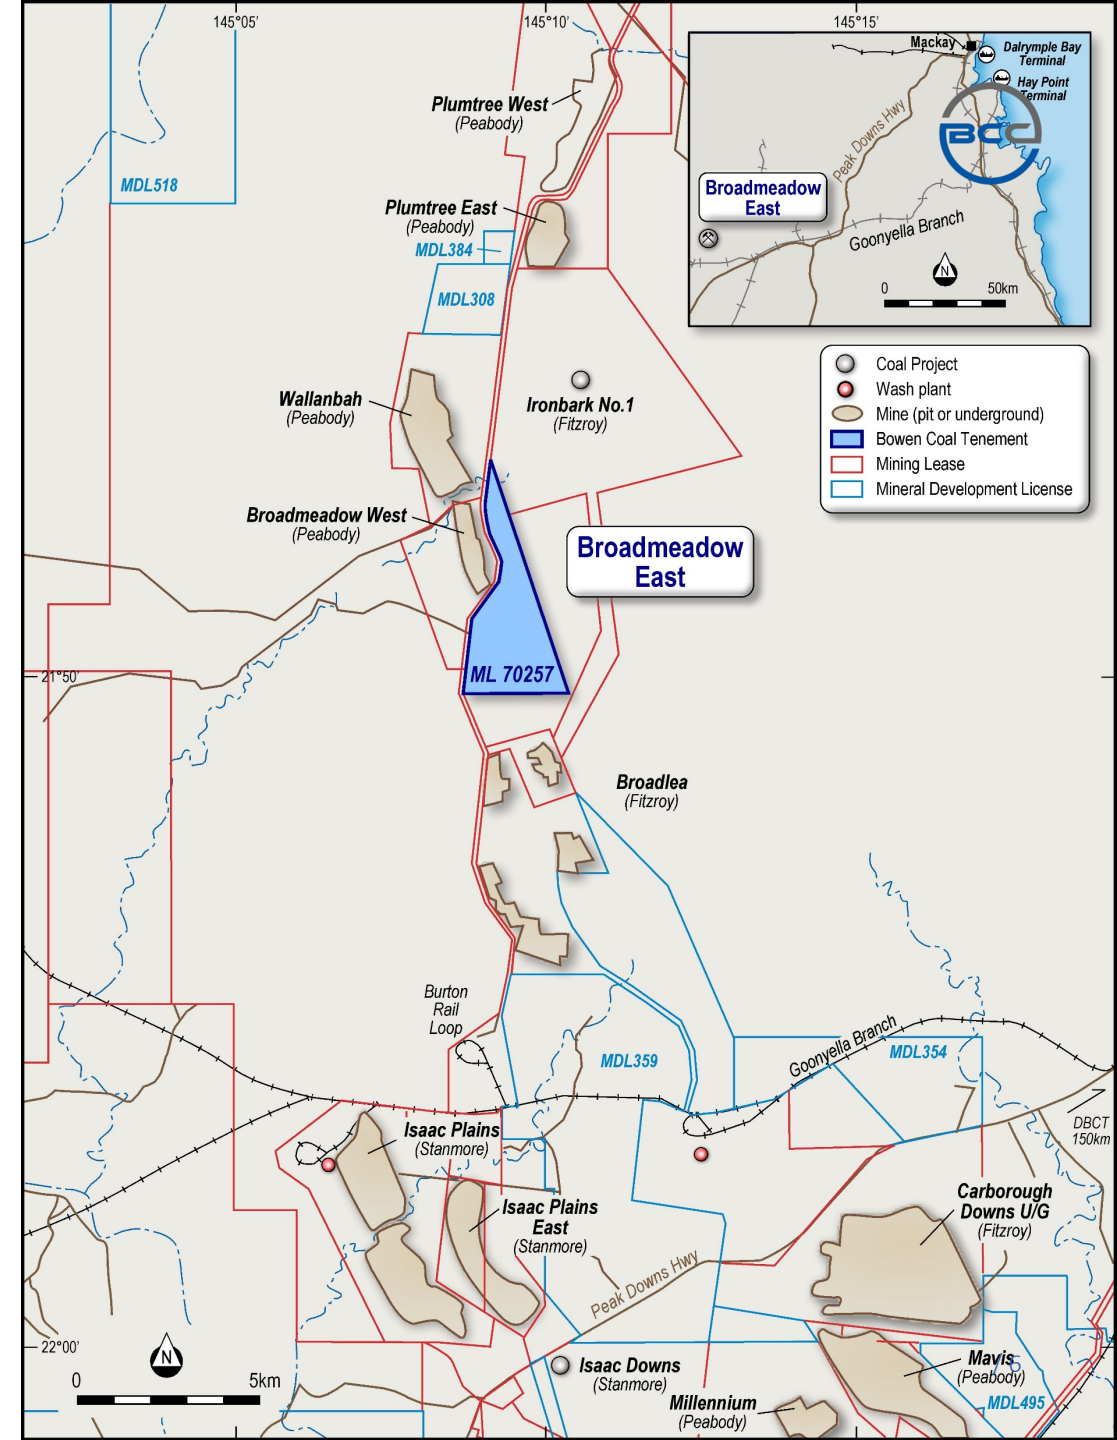 145°05'
145°10'
145°15'
Mackay
Dalrymple Bay
Terminal
Hay Point
Terminal
BCC
Peak Downs Hwy
Broadmeadow
East
Goonyella Branch
N
0
50km
Plumtree West
(Peabody)
MDL518
Plumtree East
(Peabody)
MDL384
MDL308
Wallanbah
(Peabody)
Ironbark No.1
(Fitzroy)
Coal Project
Wash plant
Mine (pit or underground)
Bowen Coal Tenement
Mining Lease
Mineral Development License
Broadmeadow West
(Peabody)
Broadmeadow
East
ML 70257
21°50'
Broadlea
(Fitzroy)
Burton
Rail
Loop
MDL359
Goonyella Branch
MDL354
DBCT
150km
Isaac Plains
(Stanmore)
Isaac Plains
East
(Stanmore)
Carborough
Downs U/G
(Fitzroy)
Peak Downs Hwy
22°00'
N
0
5km
Isaac Downs
(Stanmore)
Mavis
(Peabody)
MDL495
Millennium
(Peabody)